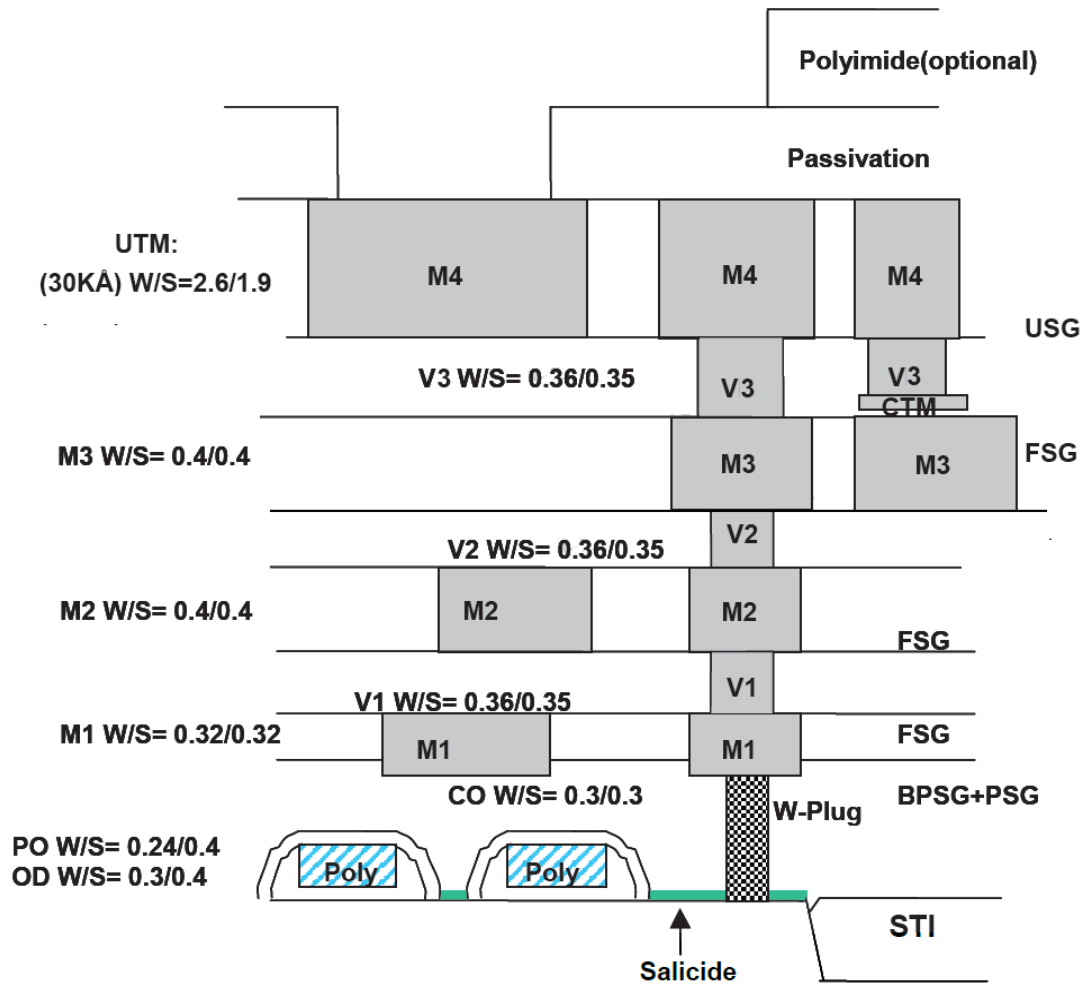 Polyimide(optional)
Passivation
UTM:
(30KÅ) W/S=2.6/1.9
M4
M4
M4
USG
V3 W/S= 0.36/0.35
V3
V3
CTM
M3 W/S= 0.4/0.4
M3
M3
FSG
V2 W/S= 0.36/0.35
V2
M2 W/S= 0.4/0.4
M2
M2
FSG
V1 W/S= 0.36/0.35
V1
M1 W/S= 0.32/0.32
M1
M1
FSG
CO W/S= 0.3/0.3
W-Plug
BPSG+PSG
PO W/S= 0.24/0.4
OD W/S= 0.3/0.4
Poly
Poly
STI
Salicide